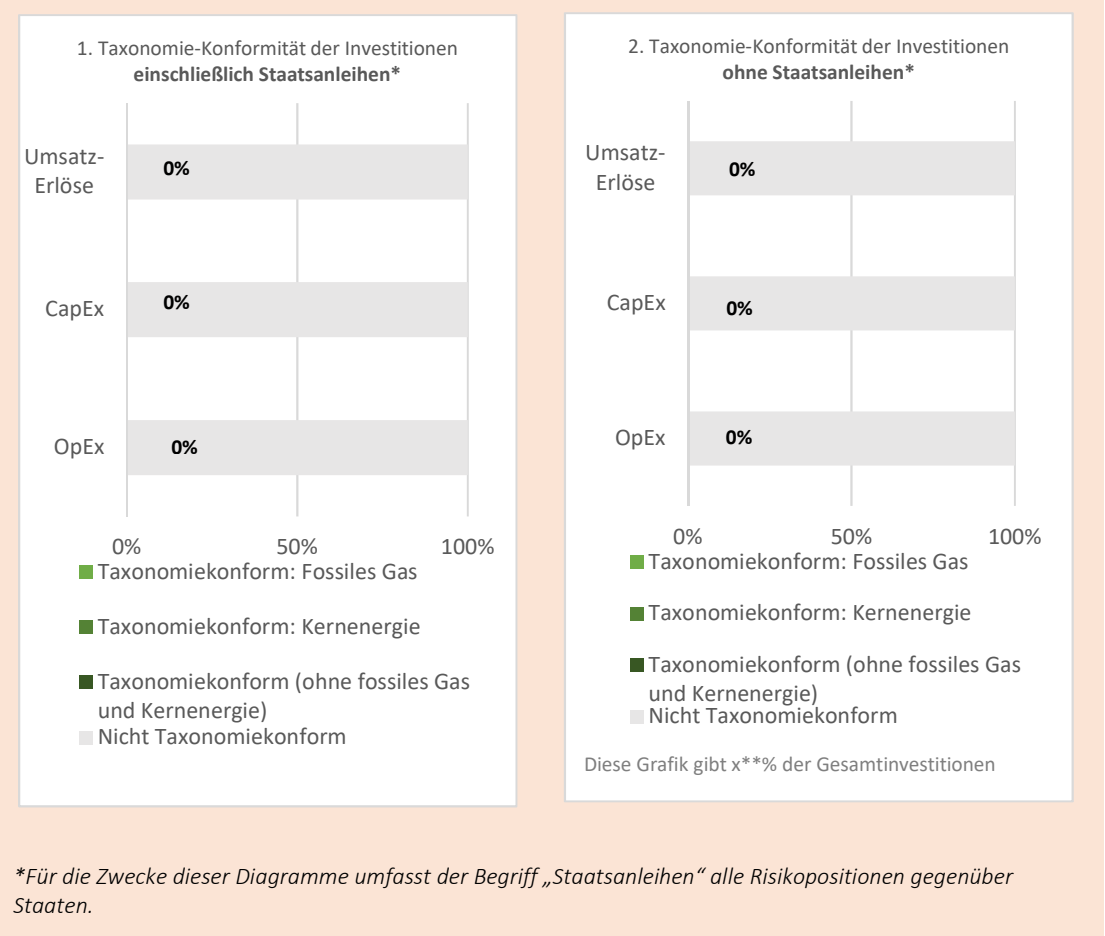 1. Taxonomie-Konformität der Investitionen
einschließlich Staatsanleihen*
Umsatz-
Erlöse
0%
CapEx
0%
OpEx
0%
0%
50%
100%
Taxonomiekonform: Fossiles Gas
Taxonomiekonform: Kernenergie
Taxonomiekonform (ohne fossiles Gas
und Kernenergie)
Nicht Taxonomiekonform
2. Taxonomie-Konformität der Investitionen
ohne Staatsanleihen*
Umsatz-
Erlöse
0%
CapEx
0%
OpEx
0%
0%
50%
100%
Taxonomiekonform: Fossiles Gas
Taxonomiekonform: Kernenergie
Taxonomiekonform (ohne fossiles Gas
und Kernenergie)
Nicht Taxonomiekonform
Diese Grafik gibt x**% der Gesamtinvestitionen
*Für die Zwecke dieser Diagramme umfasst der Begriff „Staatsanleihen“ alle Risikopositionen gegenüber
Staaten.